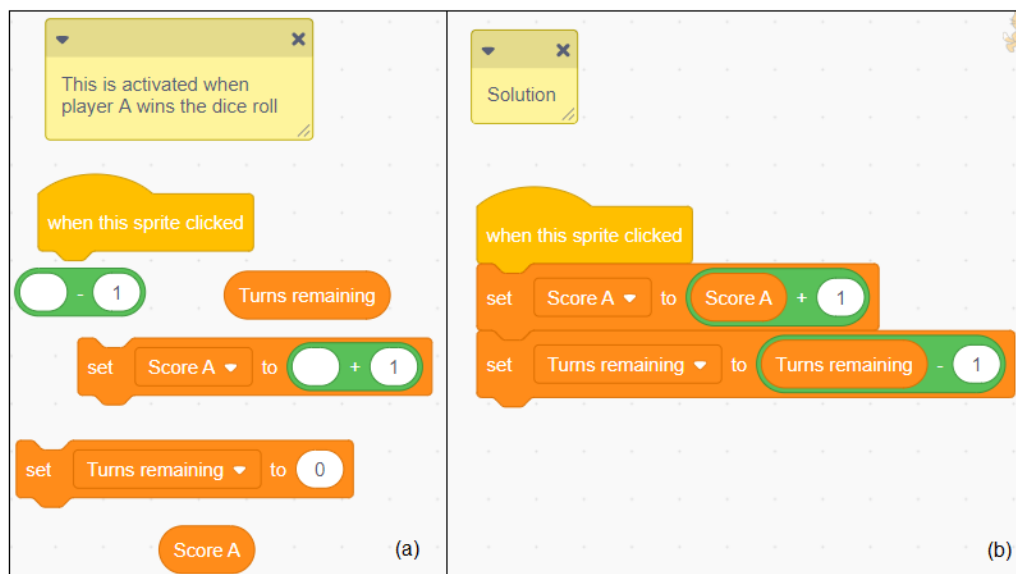 This is activated when
player A wins the dice roll
when this sprite clicked
- 1
Turns remaining
set Score A to + 1
set Turns remaining to 0
Score A
(a)
Solution
when this sprite clicked
set Score A to Score A + 1
set Turns remaining to Turns remaining - 1
(b)